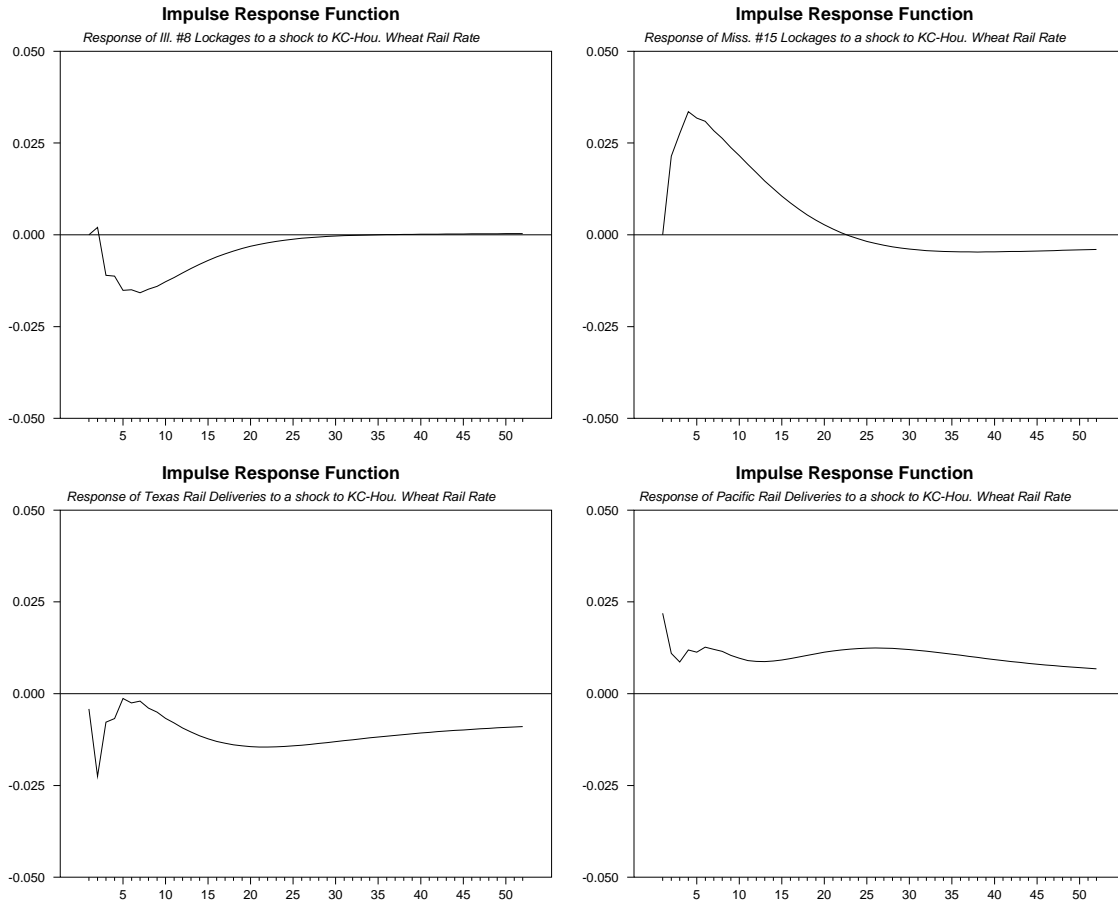 Impulse Response Function
Response of Ill. #8 Lockages to a shock to KC-Hou. Wheat Rail Rate
0.050
0.025
0.000
-0.025
-0.050
5 10 15 20 25 30 35 40 45 50
Impulse Response Function
Response of Miss. #15 Lockages to a shock to KC-Hou. Wheat Rail Rate
0.050
0.025
0.000
-0.025
-0.050
5 10 15 20 25 30 35 40 45 50
Impulse Response Function
Response of Texas Rail Deliveries to a shock to KC-Hou. Wheat Rail Rate
0.050
0.025
0.000
-0.025
-0.050
5 10 15 20 25 30 35 40 45 50
Impulse Response Function
Response of Pacific Rail Deliveries to a shock to KC-Hou. Wheat Rail Rate
0.050
0.025
0.000
-0.025
-0.050
5 10 15 20 25 30 35 40 45 50